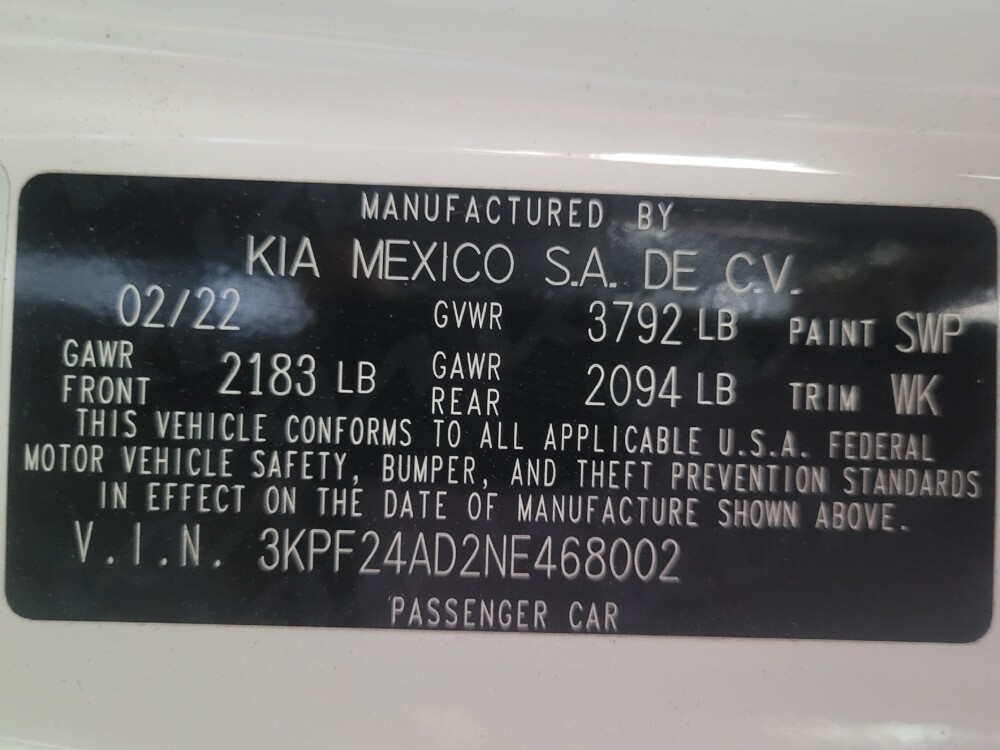 MANUFACTURED BY
KIA MEXICO S.A. DE C.V.
02/22 GVWR 3792 LB PAINT SWP
GAWR FRONT 2183 LB GAWR REAR 2094 LB TRIM WK
THIS VEHICLE CONFORMS TO ALL APPLICABLE U.S.A. FEDERAL
MOTOR VEHICLE SAFETY, BUMPER, AND THEFT PREVENTION STANDARDS
IN EFFECT ON THE DATE OF MANUFACTURE SHOWN ABOVE.
V.I.N. 3KPF24AD2NE468002
PASSENGER CAR